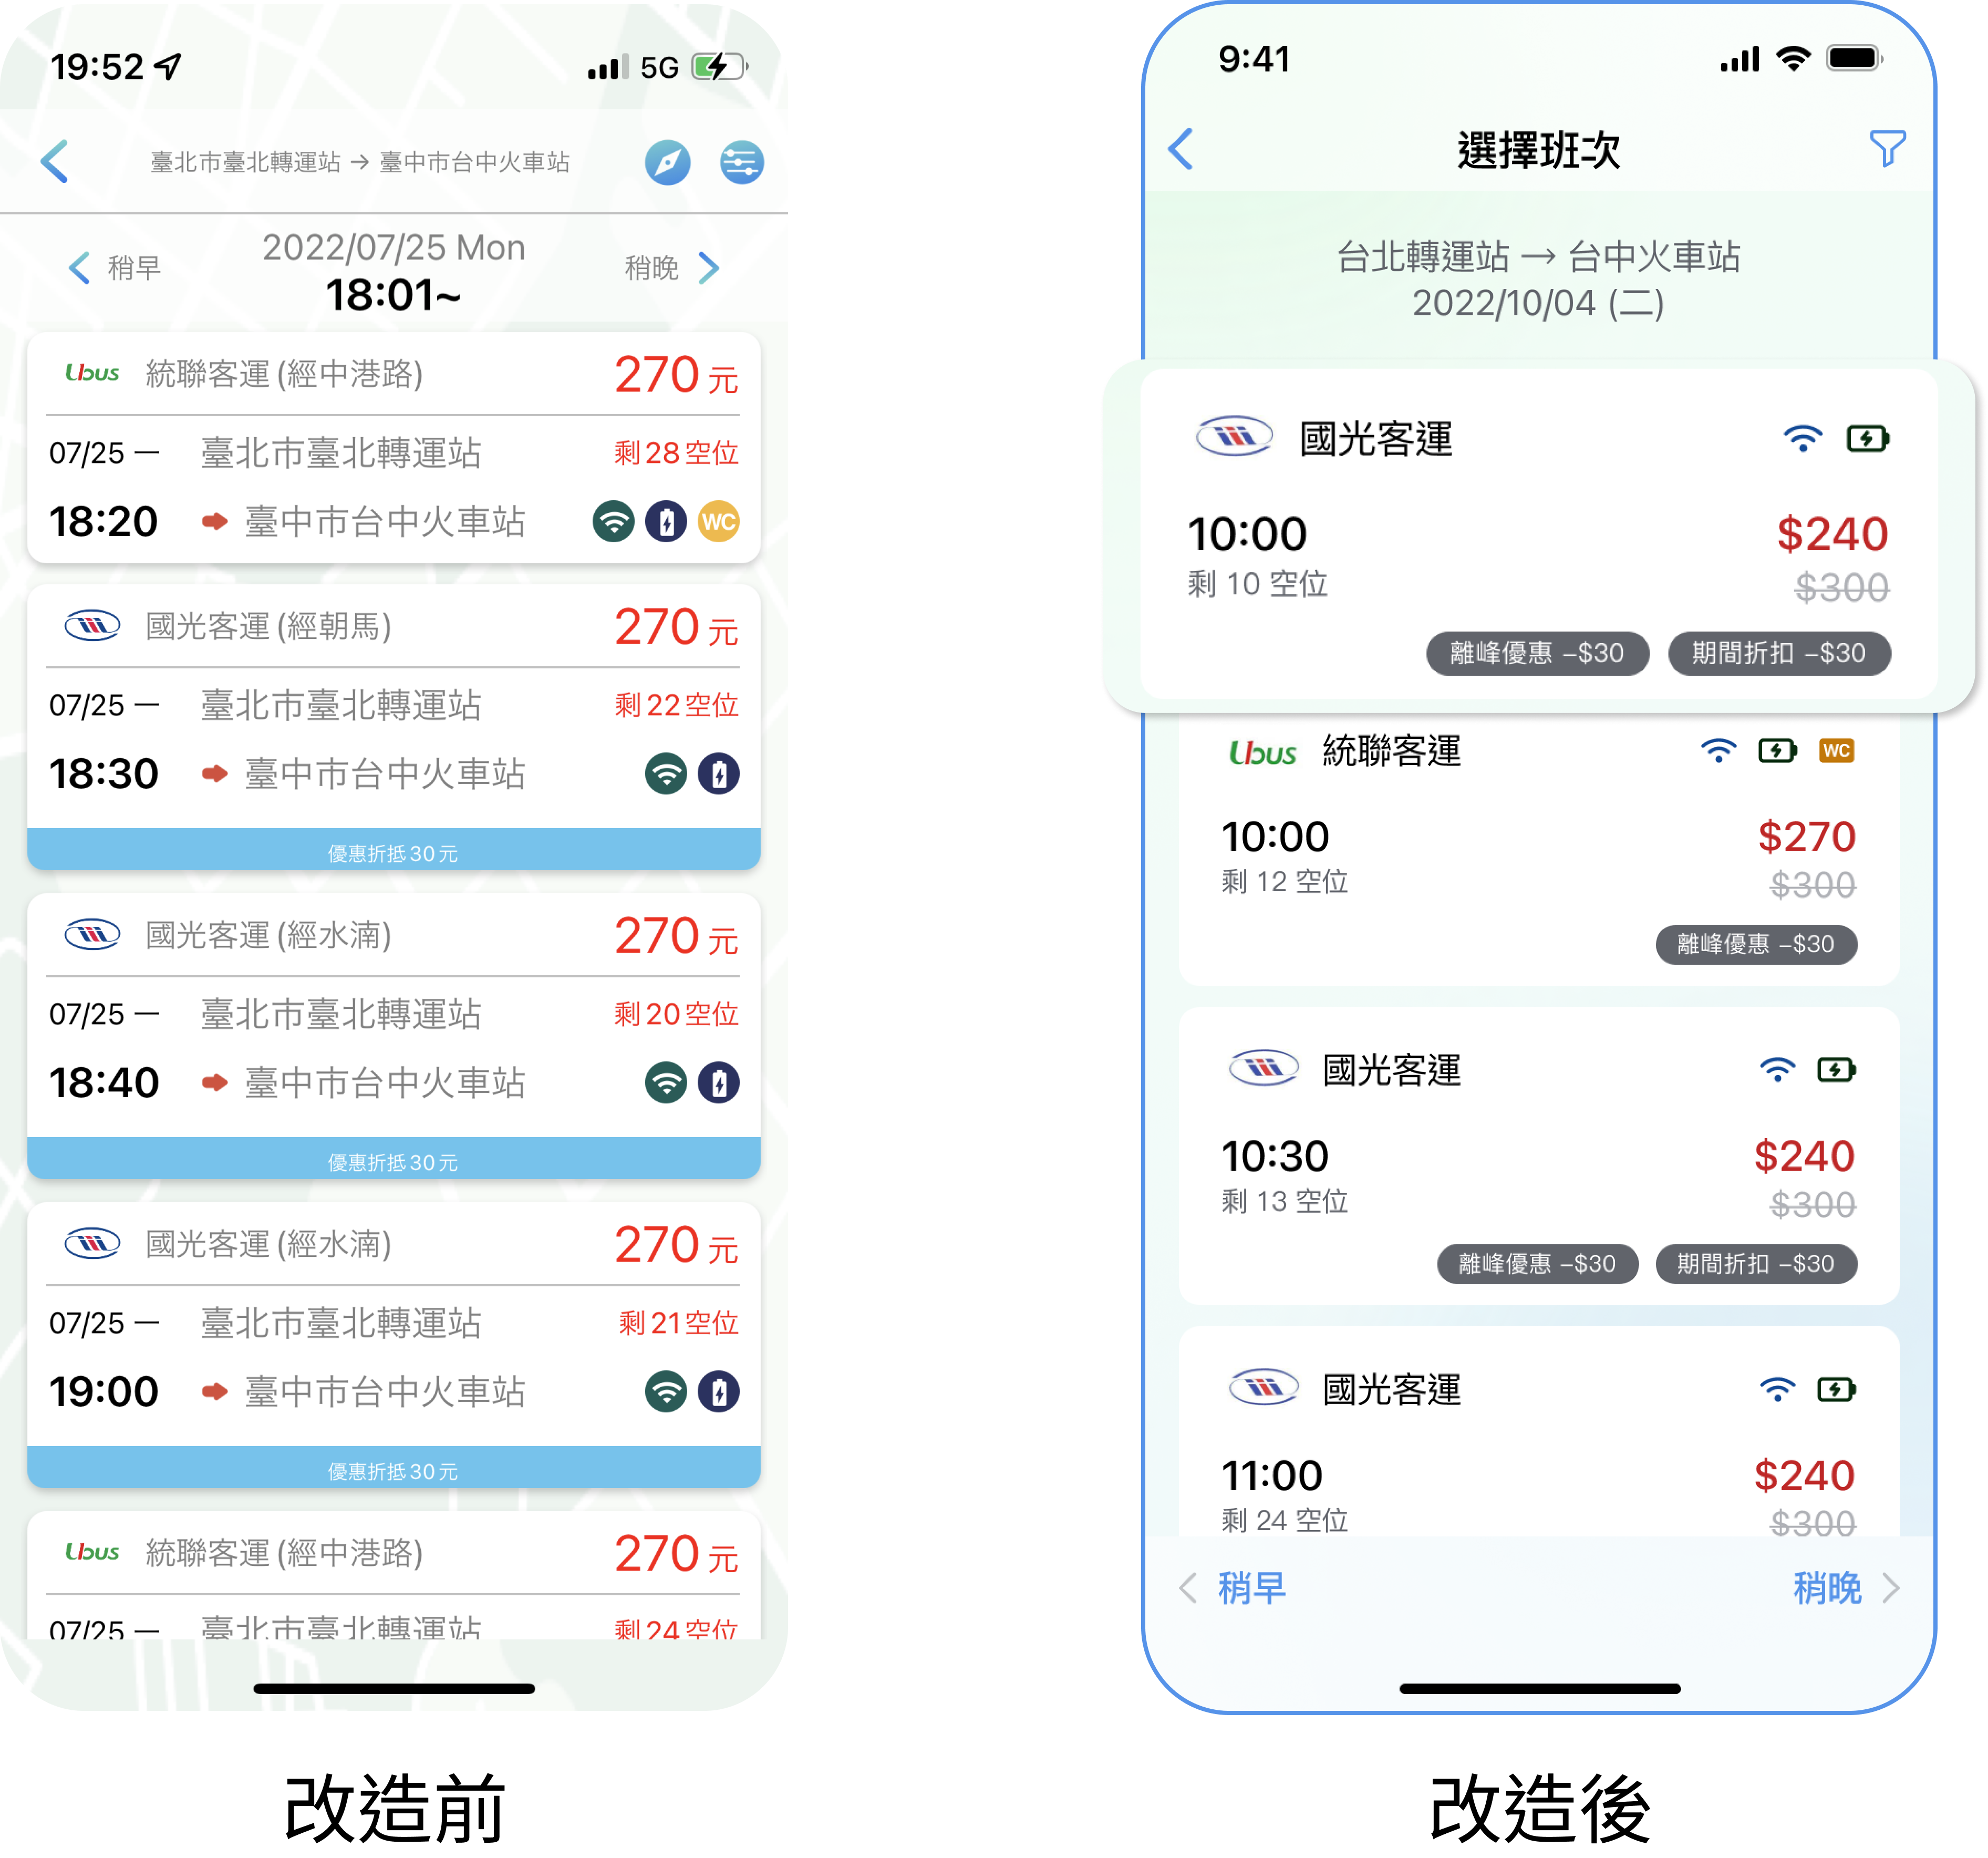 19:52 5G
臺北市臺北轉運站 → 臺中市台中火車站
2022/07/25 Mon
稍早 稍晚
18:01~
Ubus 統聯客運 (經中港路) 270 元
07/25 一 臺北市臺北轉運站 剩 28 空位
18:20 臺中市台中火車站 WC
國光客運 (經朝馬) 270 元
07/25 一 臺北市臺北轉運站 剩 22 空位
18:30 臺中市台中火車站
優惠折抵 30 元
國光客運 (經水湳) 270 元
07/25 一 臺北市臺北轉運站 剩 20 空位
18:40 臺中市台中火車站
優惠折抵 30 元
國光客運 (經水湳) 270 元
07/25 一 臺北市臺北轉運站 剩 21 空位
19:00 臺中市台中火車站
優惠折抵 30 元
Ubus 統聯客運 (經中港路) 270 元
07/25 一 臺北市臺北轉運站 剩 24 空位
改造前
9:41
選擇班次
台北轉運站 → 台中火車站
2022/10/04 (二)
國光客運
10:00 $240
剩 10 空位 $300
離峰優惠 –$30 期間折扣 –$30
Ubus 統聯客運 WC
10:00 $270
剩 12 空位 $300
離峰優惠 –$30
國光客運
10:30 $240
剩 13 空位 $300
離峰優惠 –$30 期間折扣 –$30
國光客運
11:00 $240
剩 24 空位 $300
稍早 稍晚
改造後